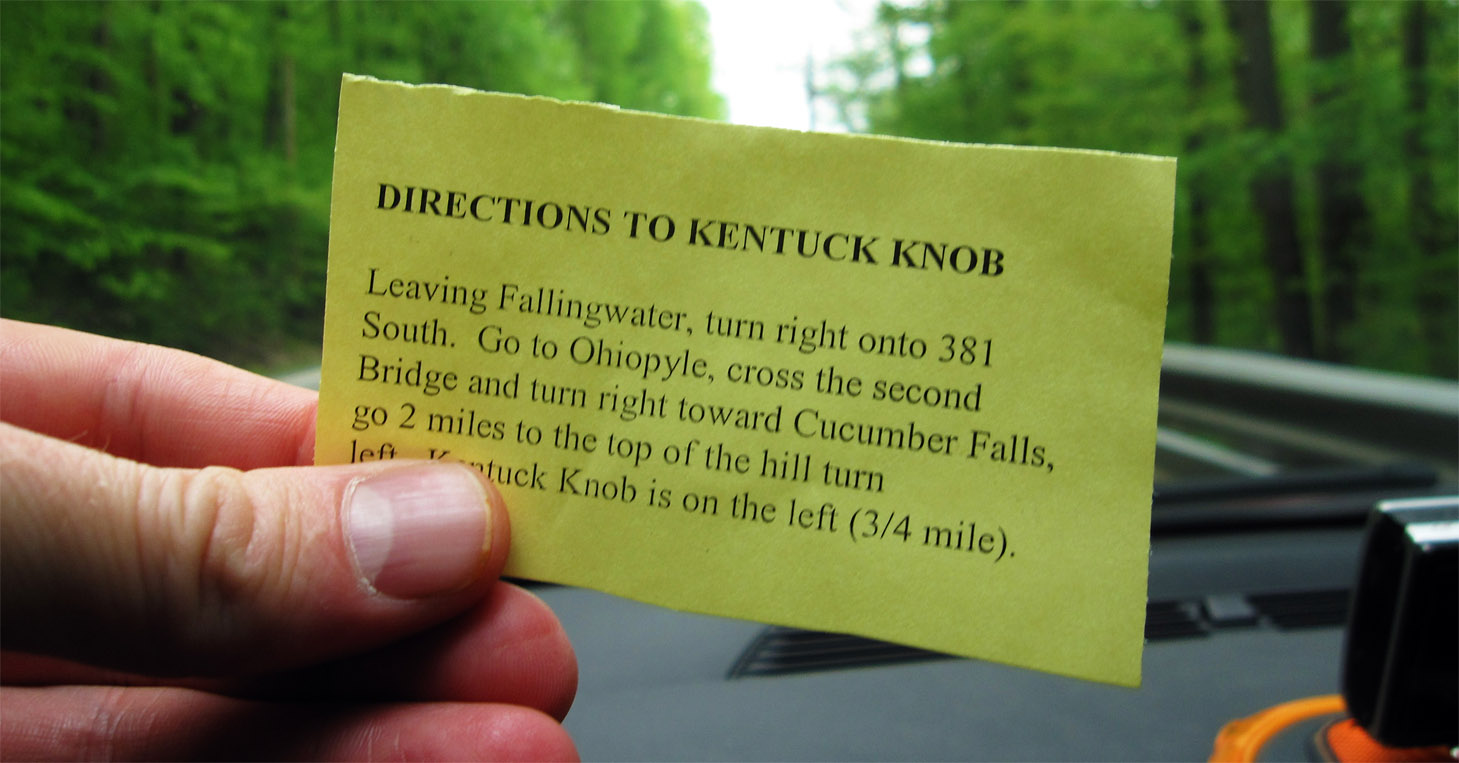 DIRECTIONS TO KENTUCK KNOB
Leaving Fallingwater, turn right onto 381
South. Go to Ohiopyle, cross the second
Bridge and turn right toward Cucumber Falls,
go 2 miles to the top of the hill turn
left. Kentuck Knob is on the left (3/4 mile).